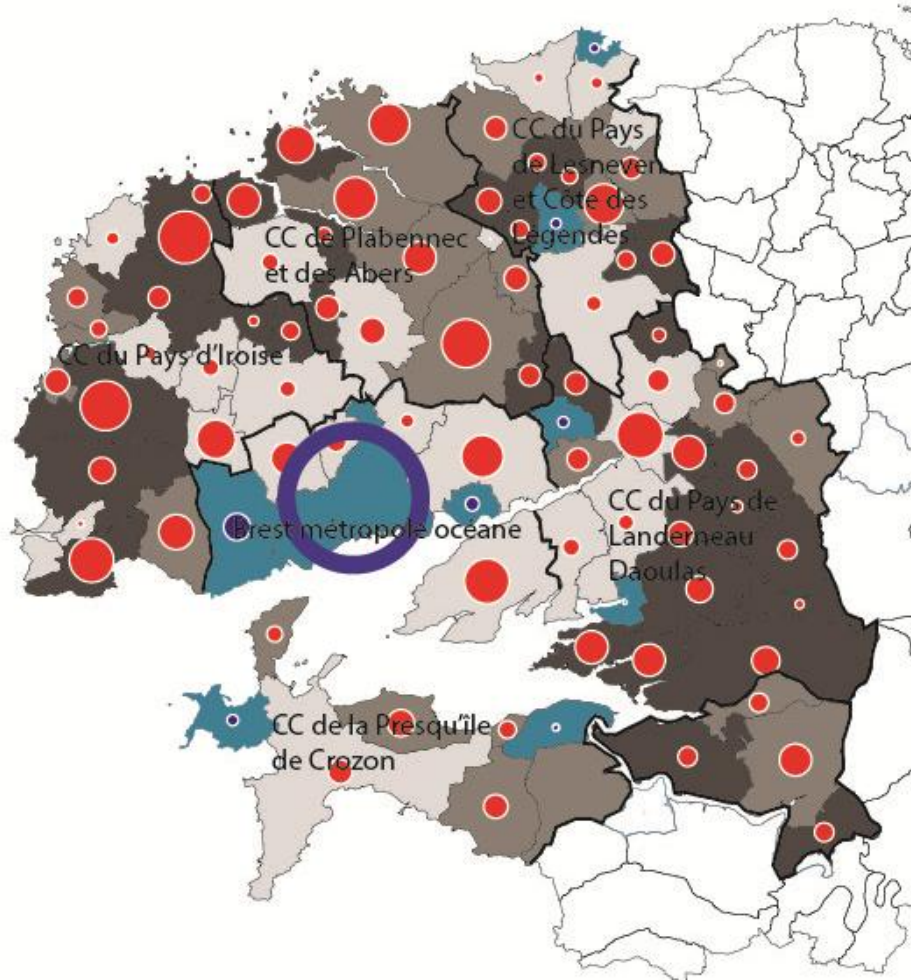 CC du Pays
de Lesneven
et Côte des
Légendes
CC de Plabennec
et des Abers
CC du Pays d'Iroise
Brest métropole océane
CC du Pays de
Landerneau
Daoulas
CC de la Presqu'île
de Crozon